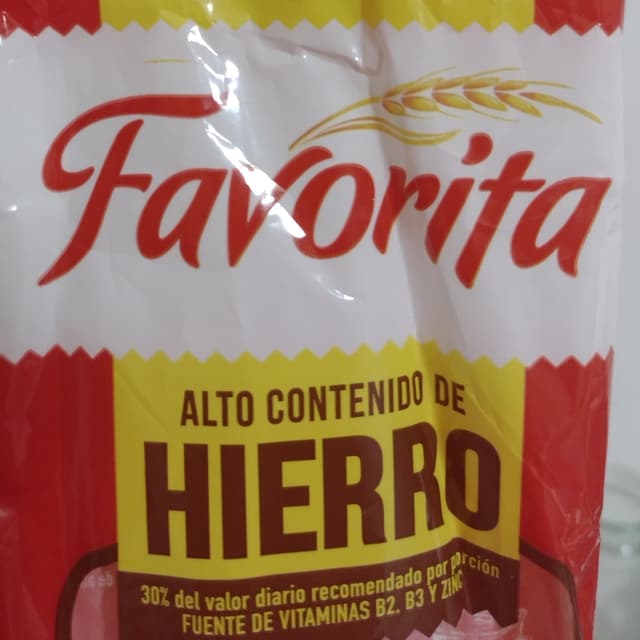 Favorita
ALTO CONTENIDO DE
HIERRO
30% del valor diario recomendado por porción
FUENTE DE VITAMINAS B2, B3 Y ZINC